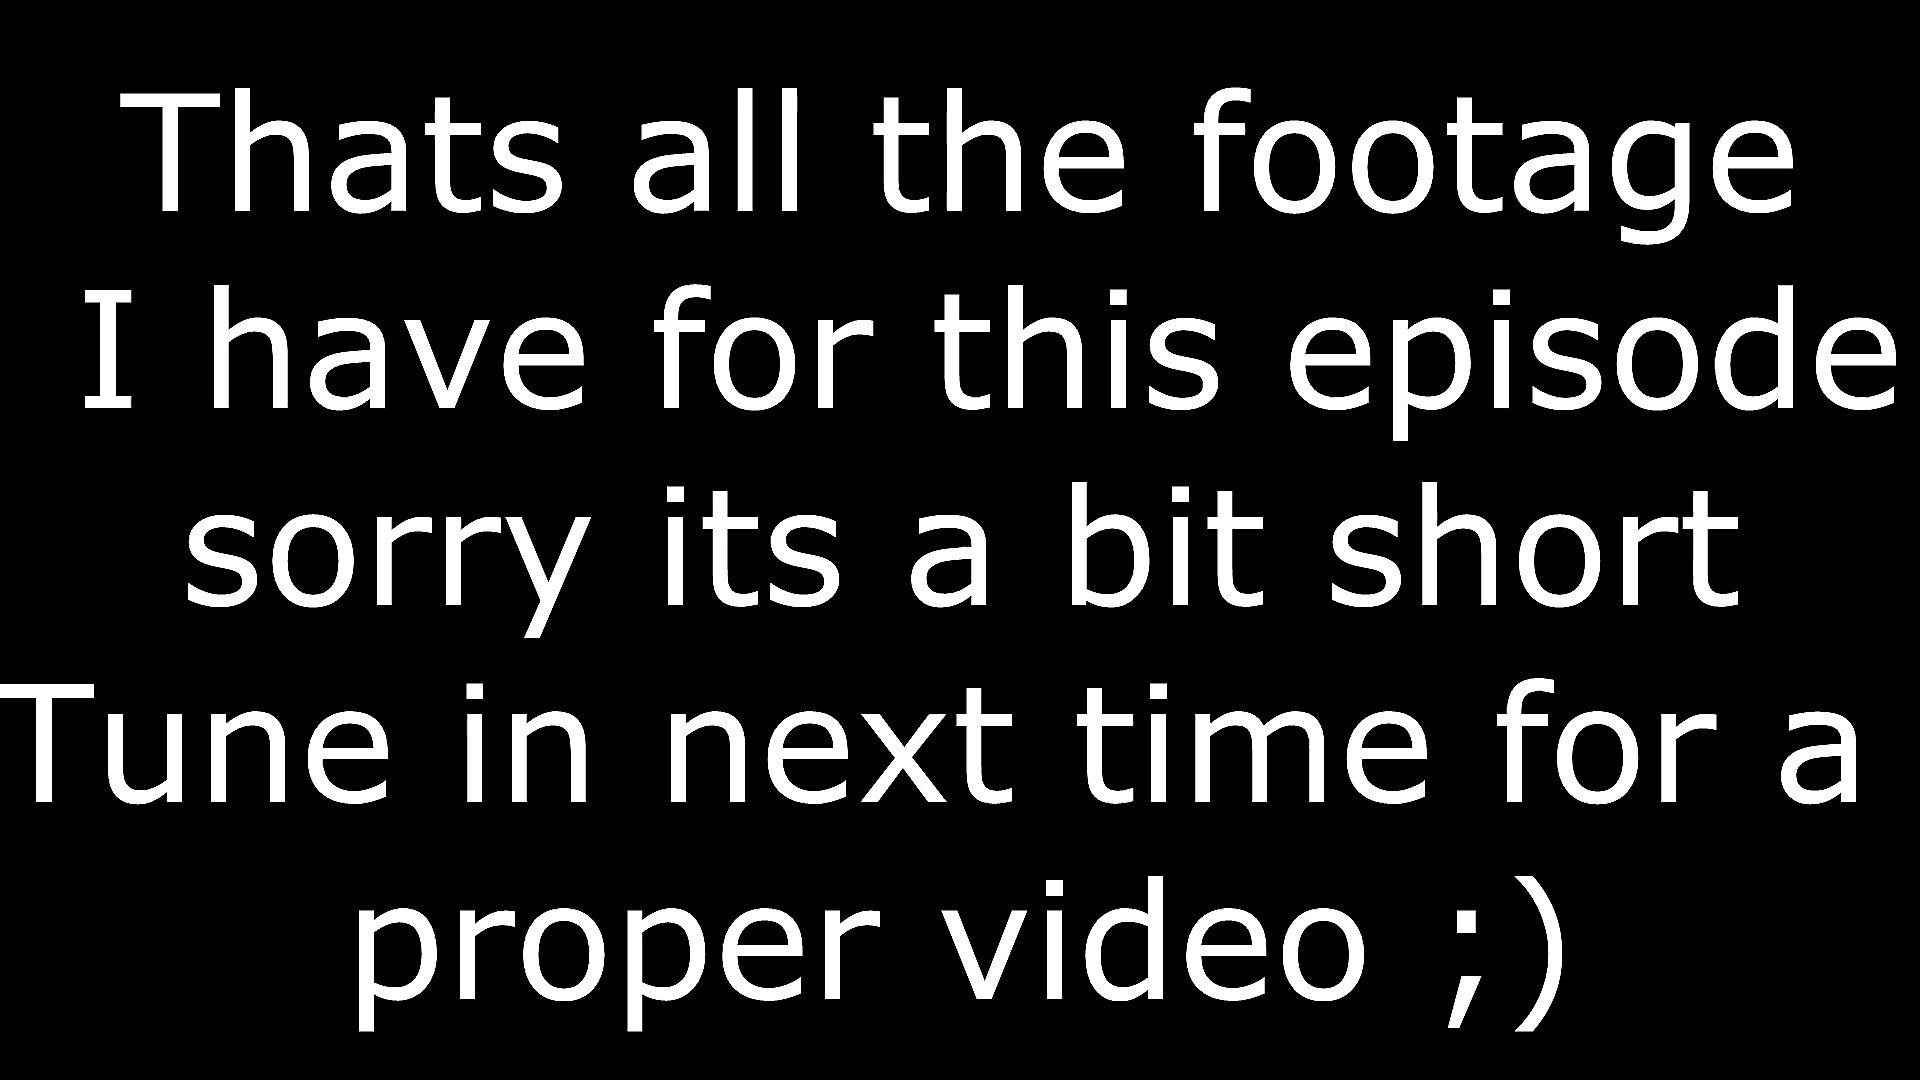 Thats all the footage
I have for this episode
sorry its a bit short
Tune in next time for a
proper video ;)